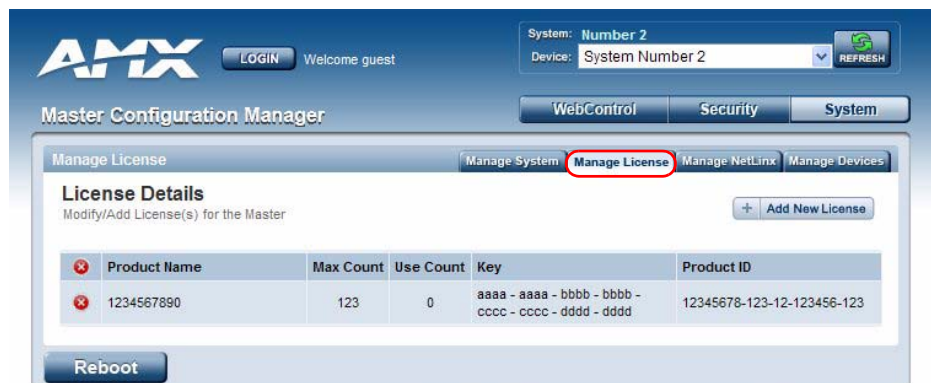 AMX
LOGIN Welcome guest
System: Number 2
Device: System Number 2
REFRESH
Master Configuration Manager
WebControl Security System
Manage License
Manage System Manage License Manage NetLinx Manage Devices
License Details
Modify/Add License(s) for the Master
+ Add New License
Product Name Max Count Use Count Key Product ID
1234567890 123 0 aaaa - aaaa - bbbb - bbbb - 12345678-123-12-123456-123
cccc - cccc - dddd - dddd
Reboot